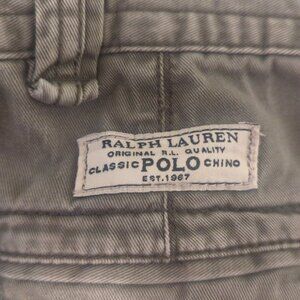 RALPH LAUREN
ORIGINAL R.L. QUALITY
CLASSIC POLO CHINO
EST. 1967